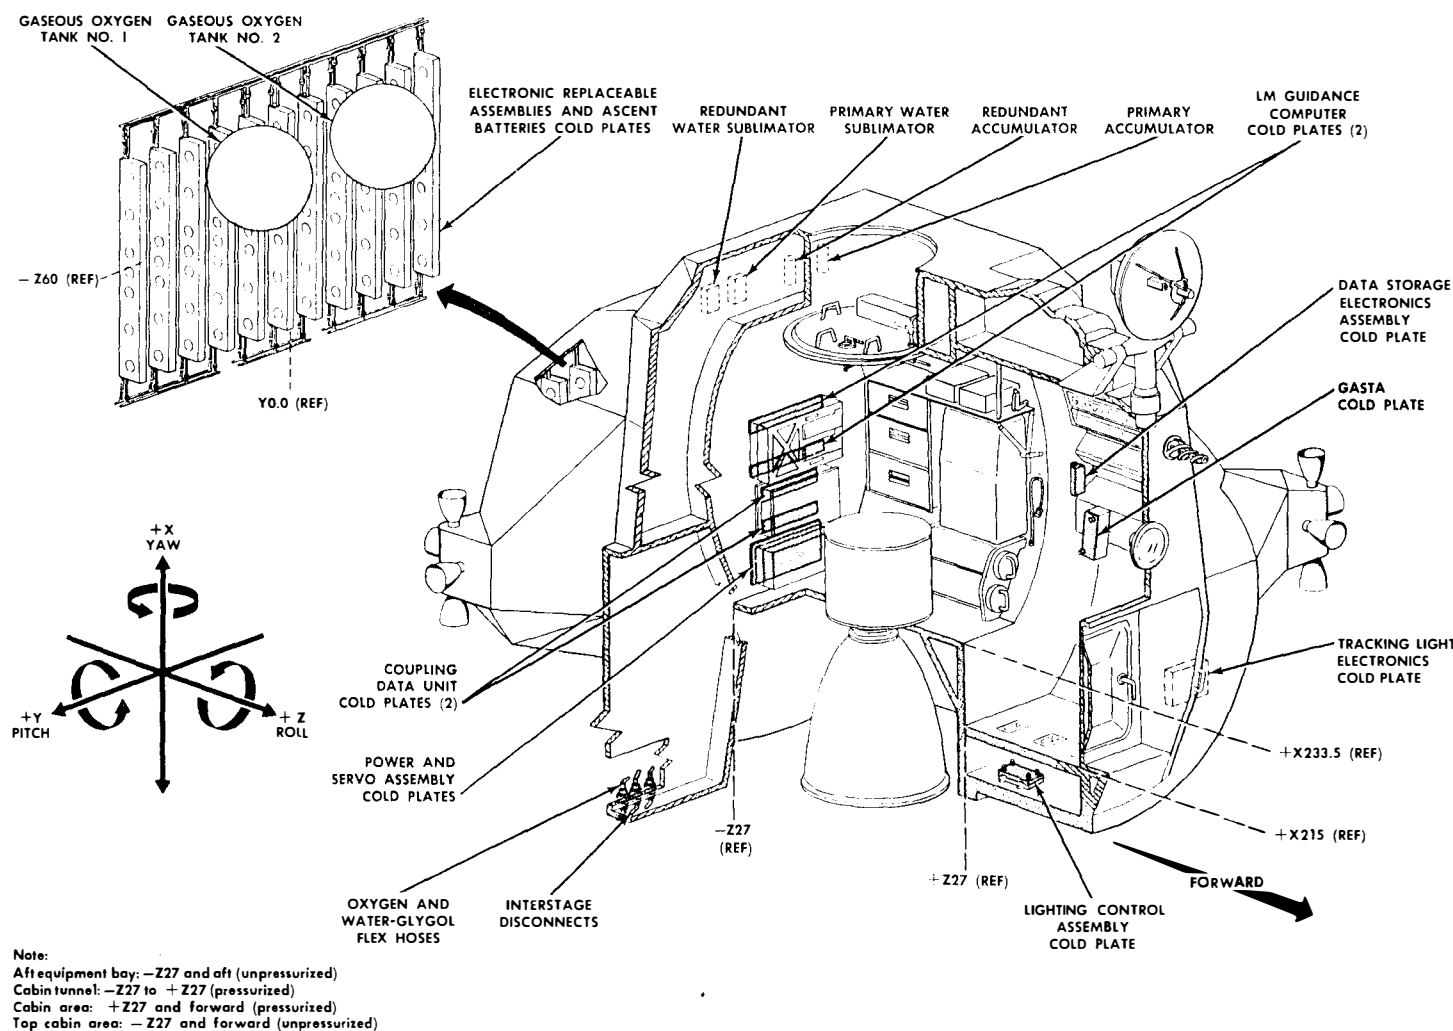 GASEOUS OXYGEN
TANK NO. 1
GASEOUS OXYGEN
TANK NO. 2
ELECTRONIC REPLACEABLE
ASSEMBLIES AND ASCENT
BATTERIES COLD PLATES
REDUNDANT
WATER SUBLIMATOR
PRIMARY WATER
SUBLIMATOR
REDUNDANT
ACCUMULATOR
PRIMARY
ACCUMULATOR
LM GUIDANCE
COMPUTER
COLD PLATES (2)
DATA STORAGE
ELECTRONICS
ASSEMBLY
COLD PLATE
GASTA
COLD PLATE
TRACKING LIGHT
ELECTRONICS
COLD PLATE
+X233.5 (REF)
+X215 (REF)
FORWARD
LIGHTING CONTROL
ASSEMBLY
COLD PLATE
+Z27 (REF)
-Z27
(REF)
INTERSTAGE
DISCONNECTS
OXYGEN AND
WATER-GLYGOL
FLEX HOSES
POWER AND
SERVO ASSEMBLY
COLD PLATES
COUPLING
DATA UNIT
COLD PLATES (2)
-Z60 (REF)
Y0.0 (REF)
+X
YAW
+Y
PITCH
+Z
ROLL
Note:
Aft equipment bay: -Z27 and aft (unpressurized)
Cabin tunnel: -Z27 to +Z27 (pressurized)
Cabin area: +Z27 and forward (pressurized)
Top cabin area: -Z27 and forward (unpressurized)